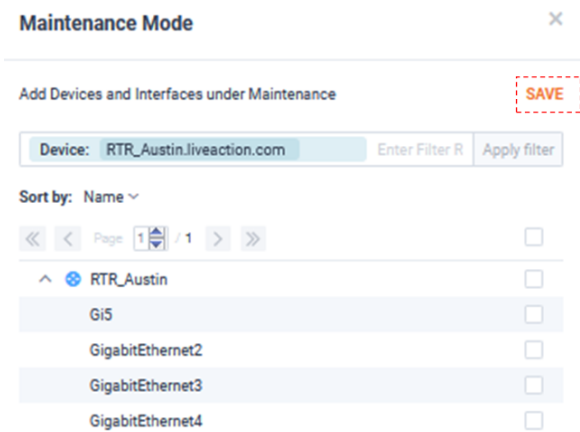 Maintenance Mode
Add Devices and Interfaces under Maintenance SAVE
Device: RTR_Austin.liveaction.com Enter Filter R Apply filter
Sort by: Name
Page 1 / 1
RTR_Austin
Gi5
GigabitEthernet2
GigabitEthernet3
GigabitEthernet4